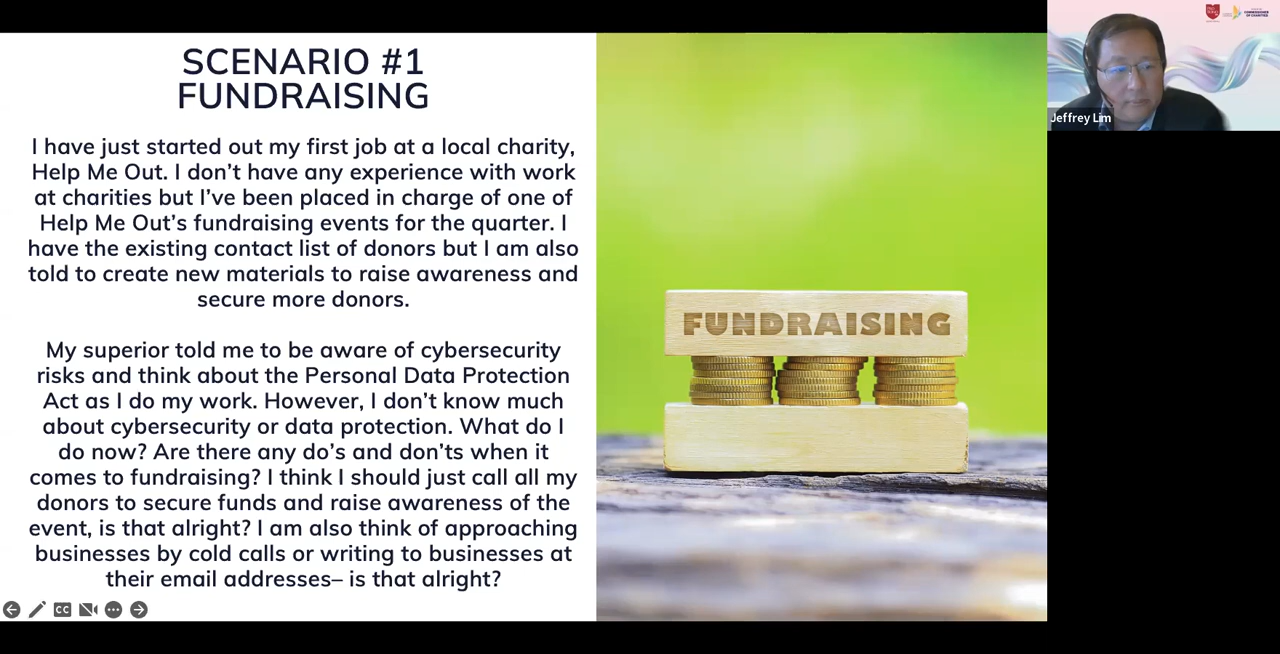 SCENARIO #1
FUNDRAISING
I have just started out my first job at a local charity,
Help Me Out. I don’t have any experience with work
at charities but I’ve been placed in charge of one of
Help Me Out’s fundraising events for the quarter. I
have the existing contact list of donors but I am also
told to create new materials to raise awareness and
secure more donors.
My superior told me to be aware of cybersecurity
risks and think about the Personal Data Protection
Act as I do my work. However, I don’t know much
about cybersecurity or data protection. What do I
do now? Are there any do’s and don’ts when it
comes to fundraising? I think I should just call all my
donors to secure funds and raise awareness of the
event, is that alright? I am also think of approaching
businesses by cold calls or writing to businesses at
their email addresses– is that alright?
CC
FUNDRAISING
COMMISSIONER
OF CHARITIES
Jeffrey Lim